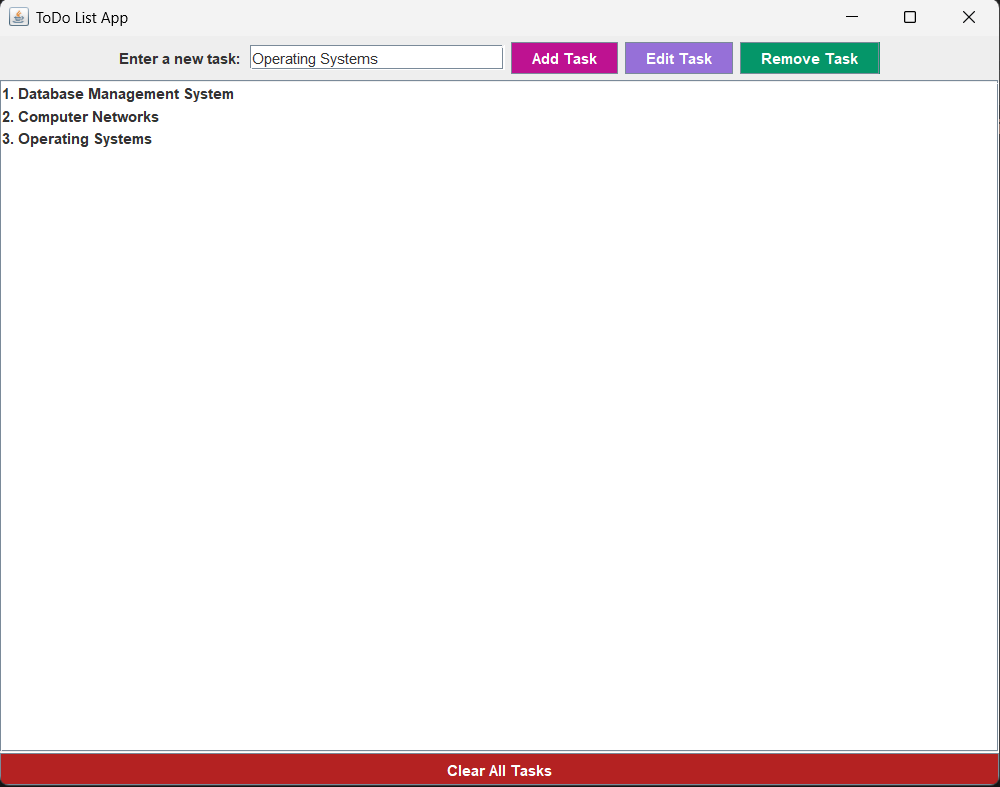 ToDo List App
Enter a new task: Operating Systems Add Task Edit Task Remove Task
1. Database Management System
2. Computer Networks
3. Operating Systems
Clear All Tasks